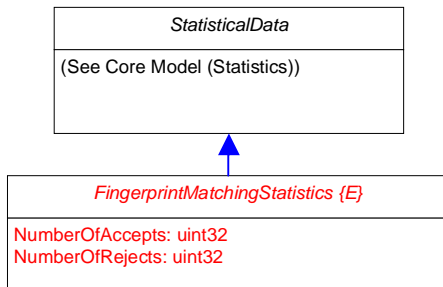 StatisticalData
(See Core Model (Statistics))
FingerprintMatchingStatistics {E}
NumberOfAccepts: uint32
NumberOfRejects: uint32